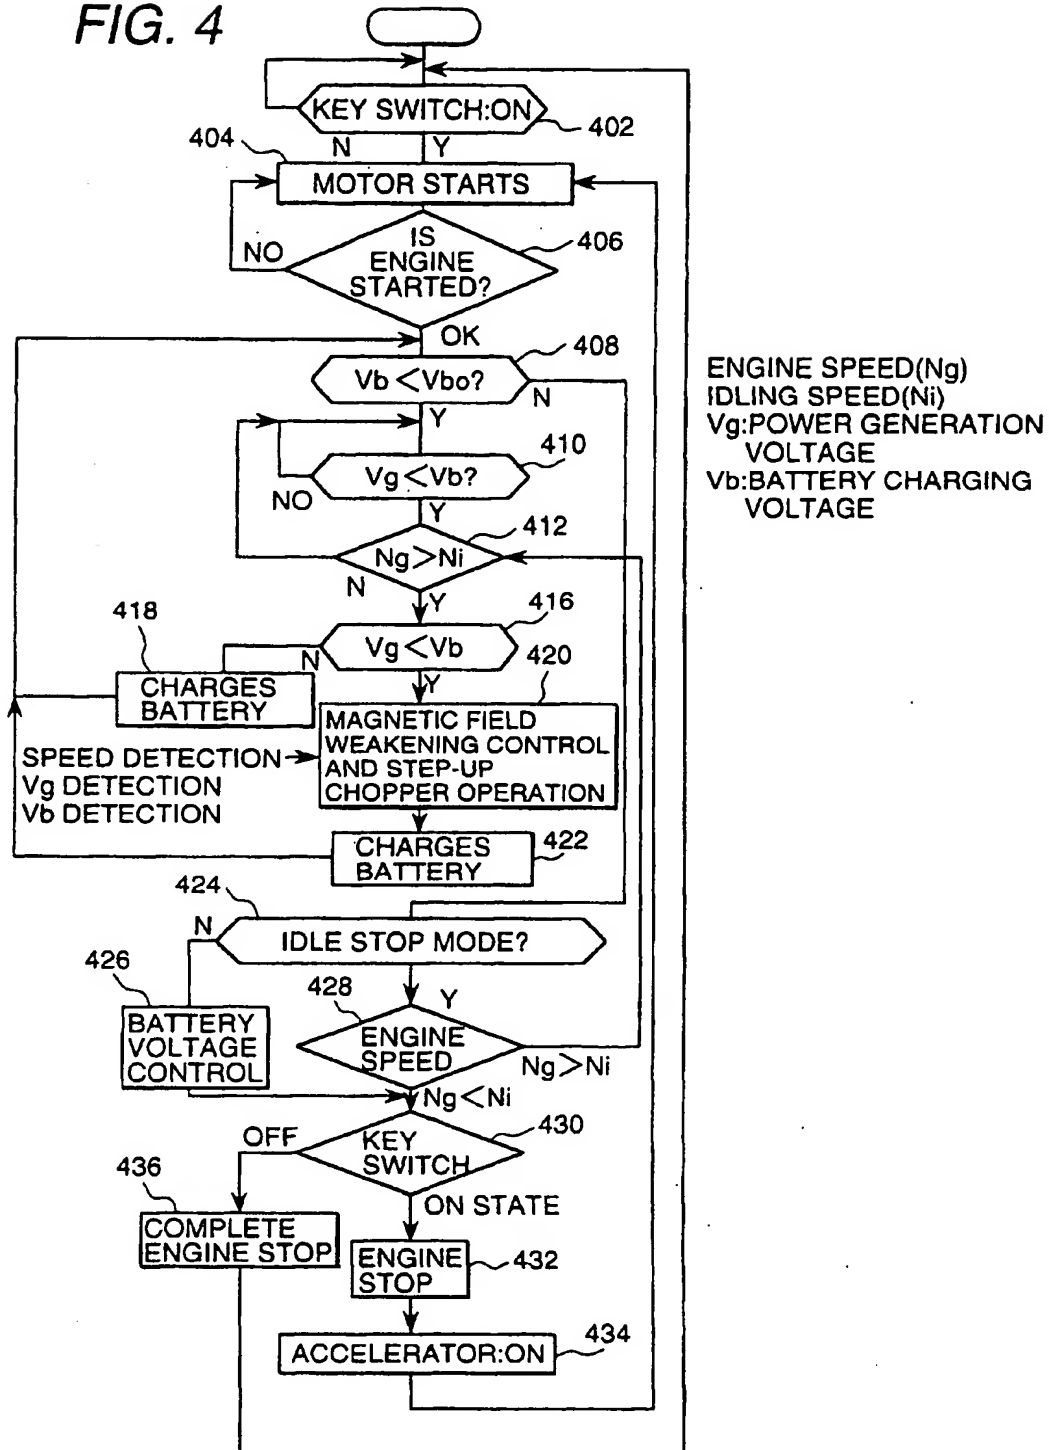 FIG. 4
KEY SWITCH:ON
402
N
Y
404
MOTOR STARTS
IS
ENGINE
STARTED?
406
NO
OK
408
Vb<Vbo?
N
Y
ENGINE SPEED(Ng)
IDLING SPEED(Ni)
Vg:POWER GENERATION
VOLTAGE
Vb:BATTERY CHARGING
VOLTAGE
410
Vg<Vb?
NO
Y
412
Ng>Ni
N
Y
416
Vg<Vb
N
Y
418
CHARGES
BATTERY
420
MAGNETIC FIELD
WEAKENING CONTROL
AND STEP-UP
CHOPPER OPERATION
SPEED DETECTION
Vg DETECTION
Vb DETECTION
CHARGES
BATTERY
422
424
N
IDLE STOP MODE?
Y
426
BATTERY
VOLTAGE
CONTROL
428
ENGINE
SPEED
Ng>Ni
Ng<Ni
OFF
KEY
SWITCH
430
ON STATE
436
COMPLETE
ENGINE STOP
ENGINE
STOP
432
ACCELERATOR:ON
434